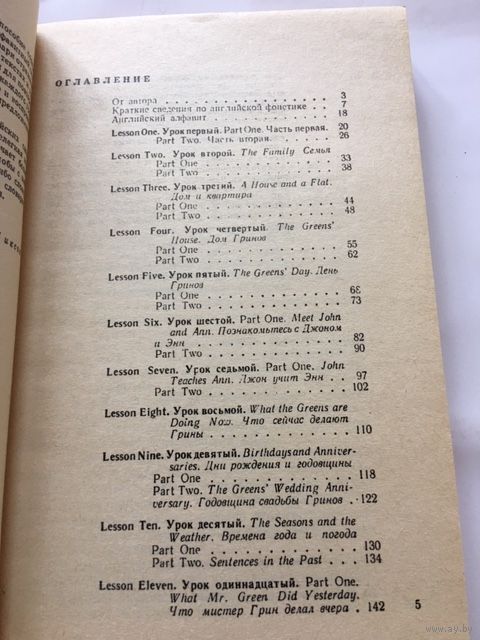 ОГЛАВЛЕНИЕ
От автора . . . . . . . . . . . . . . . . 3
Краткие сведения по английской фонетике . . 7
Английский алфавит . . . . . . . . . . . . 18
Lesson One. Урок первый. Part One. Часть первая. 20
Part Two. Часть вторая. . . . . . . . . . 26
Lesson Two. Урок второй. The Family Семья
Part One . . . . . . . . . . . . . . 33
Part Two . . . . . . . . . . . . . . 38
Lesson Three. Урок третий. A House and a Flat.
Дом и квартира
Part One . . . . . . . . . . . . . . 44
Part Two . . . . . . . . . . . . . . 48
Lesson Four. Урок четвертый. The Greens'
House. Дом Гринов
Part One . . . . . . . . . . . . . . 55
Part Two . . . . . . . . . . . . . . 62
Lesson Five. Урок пятый. The Greens' Day. День
Гринов
Part One . . . . . . . . . . . . . . 68
Part Two . . . . . . . . . . . . . . 73
Lesson Six. Урок шестой. Part One. Meet John
and Ann. Познакомьтесь с Джоном
и Энн . . . . . . . . . . . . . . 82
Part Two . . . . . . . . . . . . . . 90
Lesson Seven. Урок седьмой. Part One. John
Teaches Ann. Джон учит Энн . . . 97
Part Two . . . . . . . . . . . . . . 102
Lesson Eight. Урок восьмой. What the Greens are
Doing Now. Что сейчас делают
Грины . . . . . . . . . . . . . . 110
Lesson Nine. Урок девятый. Birthdays and Anniver-
saries. Дни рождения и годовщины
Part One . . . . . . . . . . . . . . 118
Part Two. The Greens' Wedding Anni-
versary. Годовщина свадьбы Гринов . 122
Lesson Ten. Урок десятый. The Seasons and the
Weather. Времена года и погода
Part One . . . . . . . . . . . . . . 130
Part Two. Sentences in the Past . . . . 134
Lesson Eleven. Урок одиннадцатый. Part One.
What Mr. Green Did Yesterday.
Что мистер Грин делал вчера . . 142
5
www.ay.by